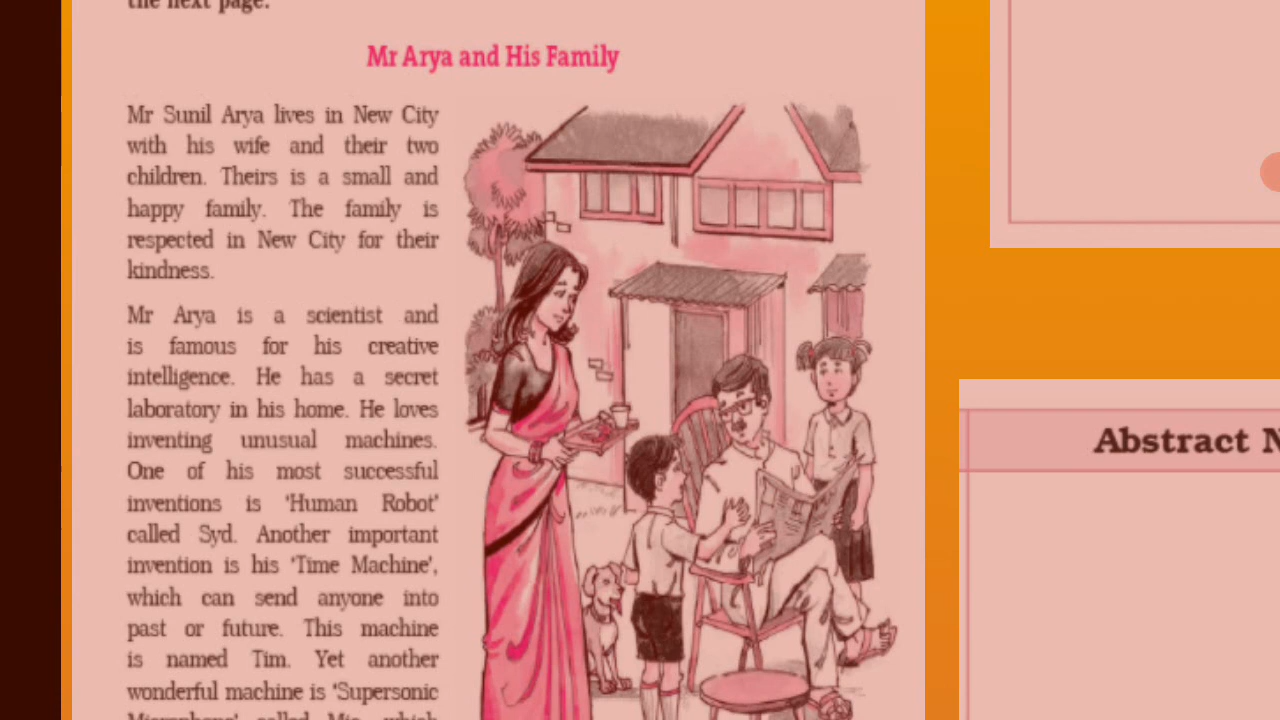 the next page.
Mr Arya and His Family
Mr Sunil Arya lives in New City
with his wife and their two
children. Theirs is a small and
happy family. The family is
respected in New City for their
kindness.
Mr Arya is a scientist and
is famous for his creative
intelligence. He has a secret
laboratory in his home. He loves
inventing unusual machines.
One of his most successful
inventions is 'Human Robot'
called Syd. Another important
invention is his 'Time Machine',
which can send anyone into
past or future. This machine
is named Tim. Yet another
wonderful machine is 'Supersonic
Microphone' called Mic, which
Abstract N